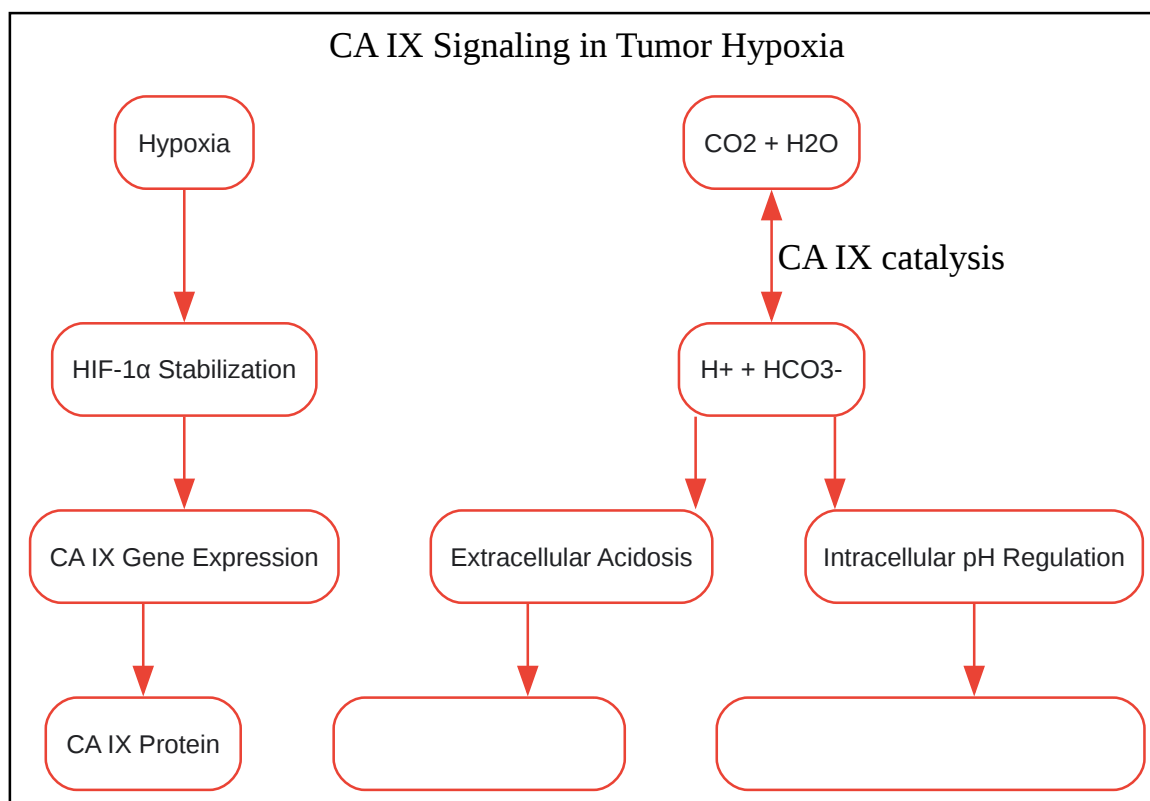 CA IX Signaling in Tumor Hypoxia
Hypoxia
CO2 + H2O
CA IX catalysis
HIF-1α Stabilization
H+ + HCO3-
CA IX Gene Expression
Extracellular Acidosis
Intracellular pH Regulation
CA IX Protein